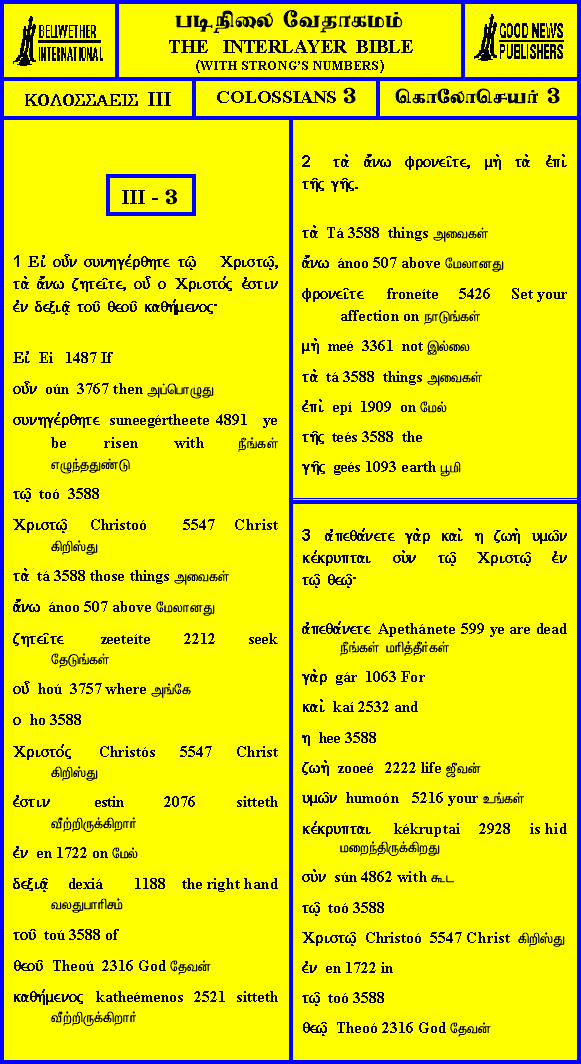 BELLWETHER
INTERNATIONAL
படிநிலை வேதாகமம்
THE INTERLAYER BIBLE
(WITH STRONG'S NUMBERS)
GOOD NEWS
PUBLISHERS
ΚΟΛΟΣΣΑΕΙΣ III
COLOSSIANS 3
கொலோசெயர் 3
III - 3
1 Εἰ οὖν συνηγέρθητε τῷ Χριστῷ,
τὰ ἄνω ζητεῖτε, οὗ ο Χριστός ἐστιν
ἐν δεξιᾷ τοῦ θεοῦ καθήμενος·
Εἰ Ei 1487 If
οὖν oún 3767 then அப்பொழுது
συνηγέρθητε suneegértheete 4891 ye
be risen with நீங்கள்
எழுந்ததுண்டு
τῷ toó 3588
Χριστῷ Christoó 5547 Christ
கிறிஸ்து
τὰ tá 3588 those things அவைகள்
ἄνω ánoo 507 above மேலானது
ζητεῖτε zeeteíte 2212 seek
தேடுங்கள்
οὗ hoú 3757 where அங்கே
ο ho 3588
Χριστός Christós 5547 Christ
கிறிஸ்து
ἐστιν estin 2076 sitteth
வீற்றிருக்கிறார்
ἐν en 1722 on மேல்
δεξιᾷ dexiá 1188 the right hand
வலதுபாரிசம்
τοῦ toú 3588 of
θεοῦ Theoú 2316 God தேவன்
καθήμενος katheémenos 2521 sitteth
வீற்றிருக்கிறார்
2 τὰ ἄνω φρονεῖτε, μὴ τὰ ἐπὶ
τῆς γῆς.
τὰ Tá 3588 things அவைகள்
ἄνω ánoo 507 above மேலானது
φρονεῖτε froneíte 5426 Set your
affection on நாடுங்கள்
μὴ meé 3361 not இல்லை
τὰ tá 3588 things அவைகள்
ἐπὶ epí 1909 on மேல்
τῆς teés 3588 the
γῆς geés 1093 earth பூமி
3 ἀπεθάνετε γὰρ καὶ η ζωὴ υμῶν
κέκρυπται σὺν τῷ Χριστῷ ἐν
τῷ θεῷ·
ἀπεθάνετε Apethánete 599 ye are dead
நீங்கள் மரித்தீர்கள்
γὰρ gár 1063 For
καὶ kaí 2532 and
η hee 3588
ζωὴ zooeé 2222 life ஜீவன்
υμῶν humoón 5216 your உங்கள்
κέκρυπται kékruptai 2928 is hid
மறைந்திருக்கிறது
σὺν sún 4862 with கூட
τῷ toó 3588
Χριστῷ Christoó 5547 Christ கிறிஸ்து
ἐν en 1722 in
τῷ toó 3588
θεῷ Theoó 2316 God தேவன்